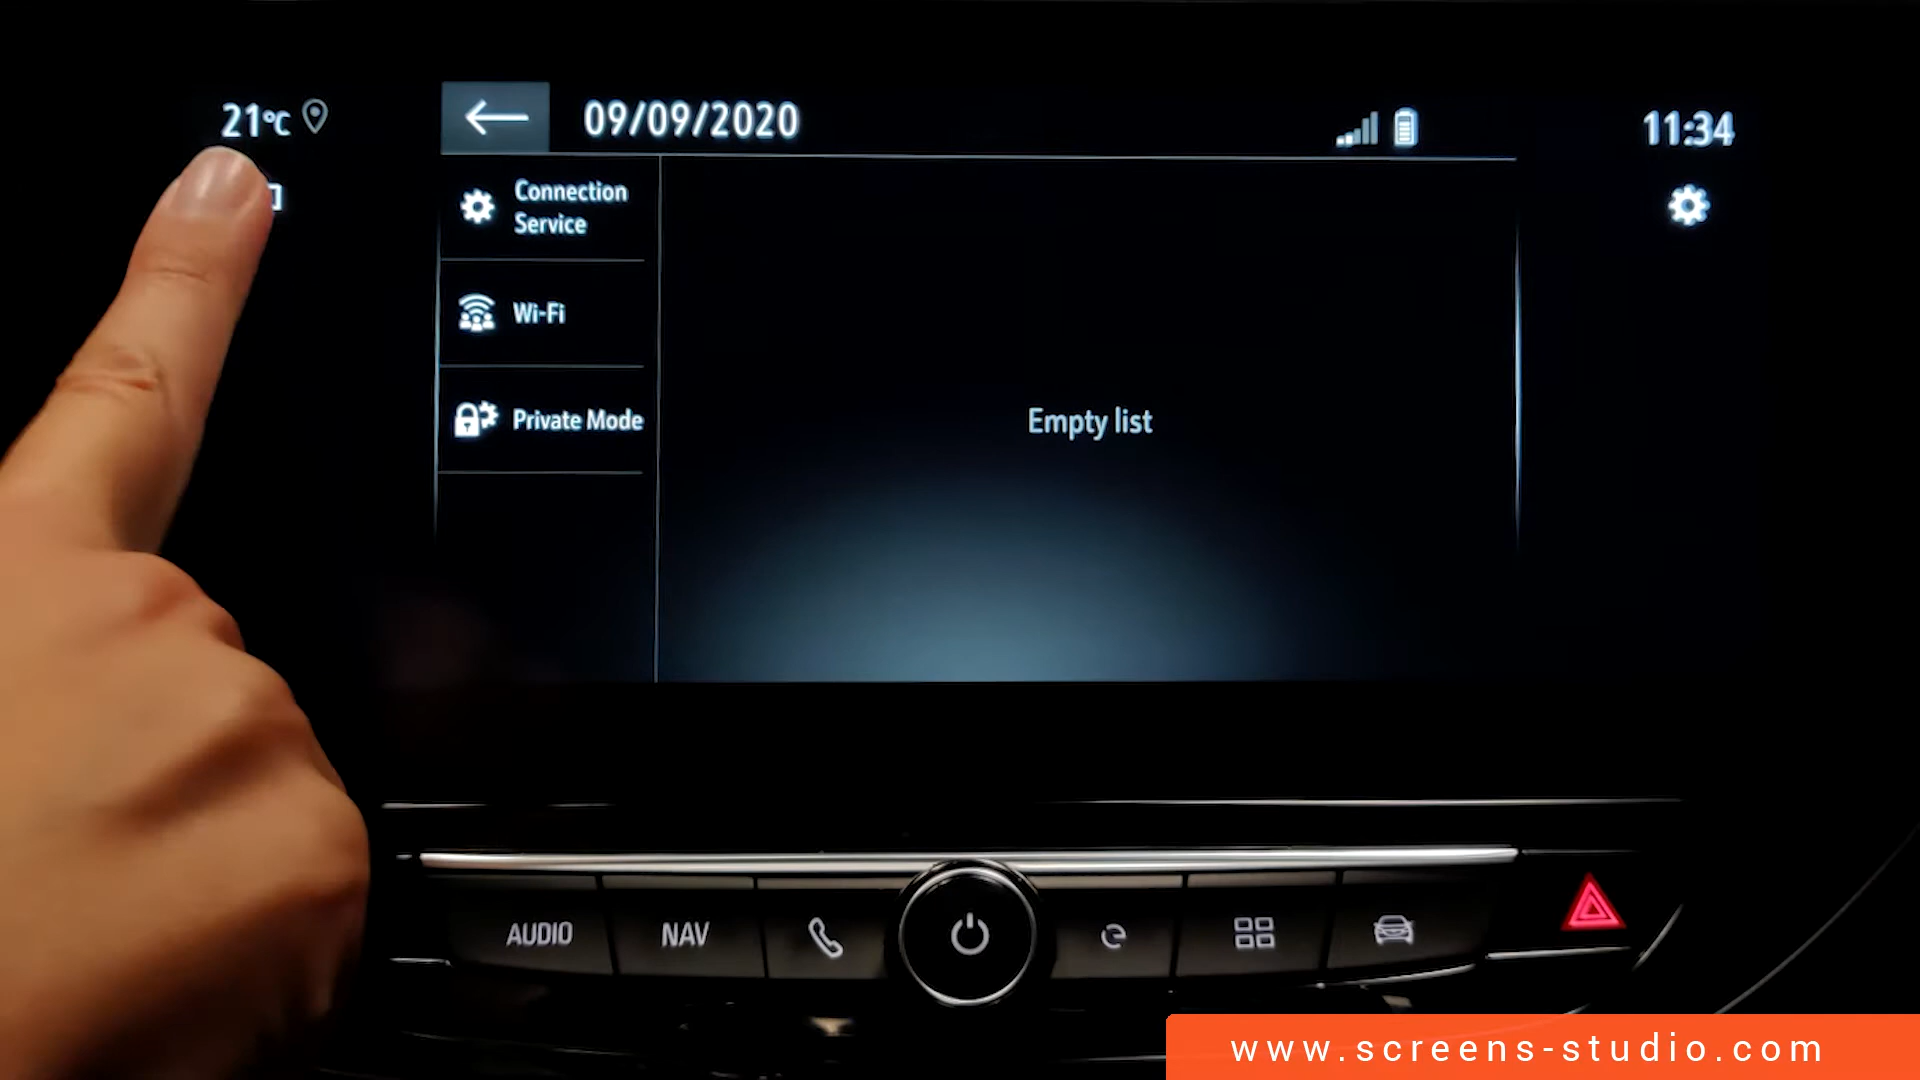 21°C
09/09/2020
11:34
Connection
Service
Wi-Fi
Private Mode
Empty list
AUDIO
NAV
www.screens-studio.com